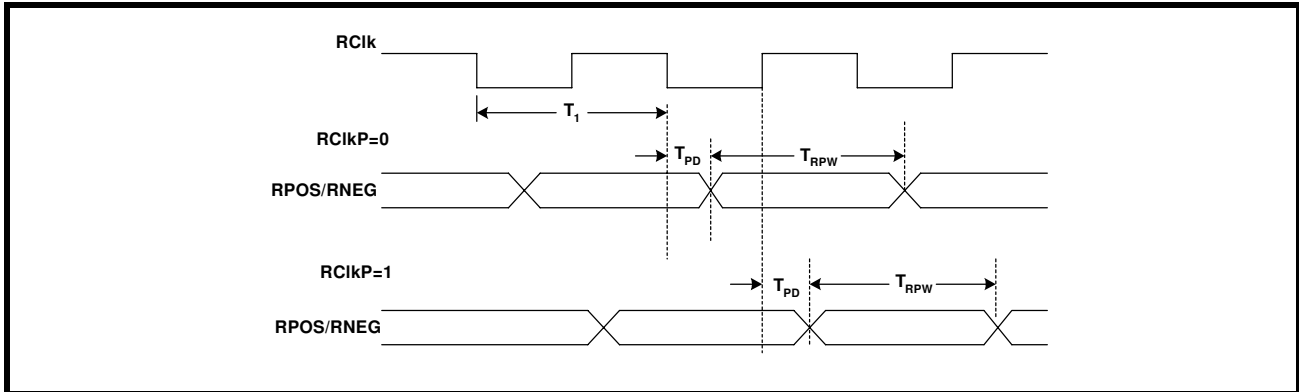 RClk
T1
RClkP=0
TPD
TRPW
RPOS/RNEG
RClkP=1
TPD
TRPW
RPOS/RNEG